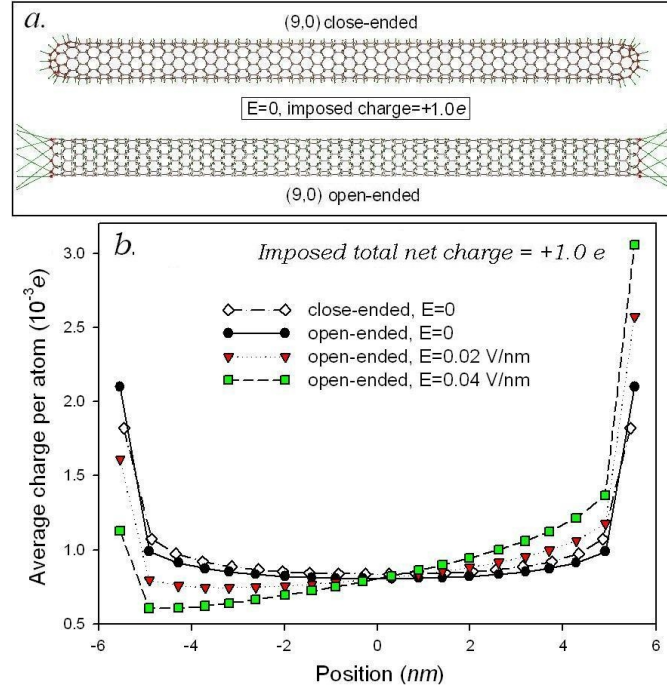 a.
(9,0) close-ended
E=0, imposed charge=+1.0 e
(9,0) open-ended
b.
Imposed total net charge = +1.0 e
close-ended, E=0
open-ended, E=0
open-ended, E=0.02 V/nm
open-ended, E=0.04 V/nm
Average charge per atom (10⁻³e)
3.0
2.5
2.0
1.5
1.0
0.5
-6 -4 -2 0 2 4 6
Position (nm)